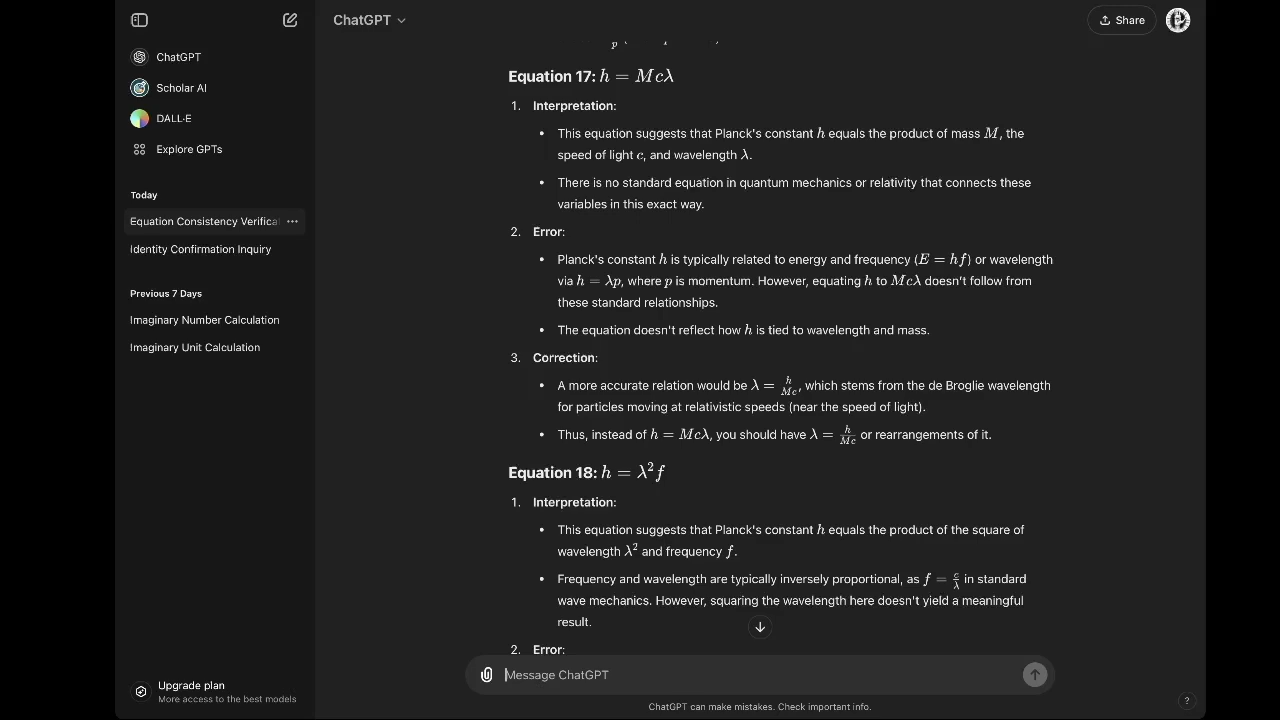 ChatGPT
Share
ChatGPT
Scholar AI
DALL·E
Explore GPTs
Today
Equation Consistency Verifica
Identity Confirmation Inquiry
Previous 7 Days
Imaginary Number Calculation
Imaginary Unit Calculation
Upgrade plan
More access to the best models
Equation 17: h = Mcλ
1. Interpretation:
• This equation suggests that Planck's constant h equals the product of mass M, the
speed of light c, and wavelength λ.
• There is no standard equation in quantum mechanics or relativity that connects these
variables in this exact way.
2. Error:
• Planck's constant h is typically related to energy and frequency (E = hf) or wavelength
via h = λp, where p is momentum. However, equating h to Mcλ doesn't follow from
these standard relationships.
• The equation doesn't reflect how h is tied to wavelength and mass.
3. Correction:
• A more accurate relation would be λ = h/Mc, which stems from the de Broglie wavelength
for particles moving at relativistic speeds (near the speed of light).
• Thus, instead of h = Mcλ, you should have λ = h/Mc or rearrangements of it.
Equation 18: h = λ²f
1. Interpretation:
• This equation suggests that Planck's constant h equals the product of the square of
wavelength λ² and frequency f.
• Frequency and wavelength are typically inversely proportional, as f = c/λ in standard
wave mechanics. However, squaring the wavelength here doesn't yield a meaningful
result.
2. Error:
Message ChatGPT
ChatGPT can make mistakes. Check important info.
?